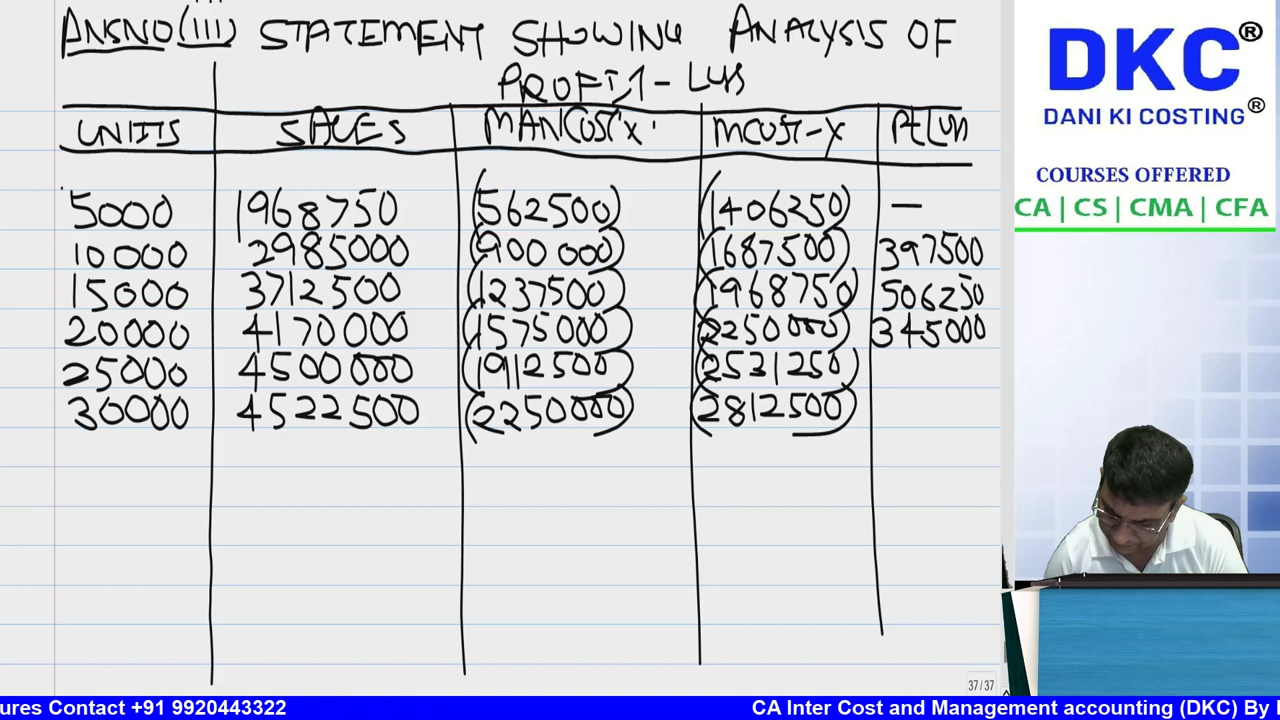 ANSNO(III) STATEMENT SHOWING ANALYSIS OF
PROFIT-LOSS
UNITS SALES MANCOST'X' MCOST-Y
5000 1968750 (562500) (1406250) —
10000 2985000 (900000) (1687500) 397500
15000 3712500 (1237500) (1968750) 506250
20000 4170000 (1575000) (2250000) 345000
25000 4500000 (1912500) (2531250)
30000 4522500 (2250000) (2812500)
DKC®
DANI KI COSTING®
COURSES OFFERED
CA | CS | CMA | CFA
37/37
ures Contact +91 9920443322 CA Inter Cost and Management accounting (DKC) By